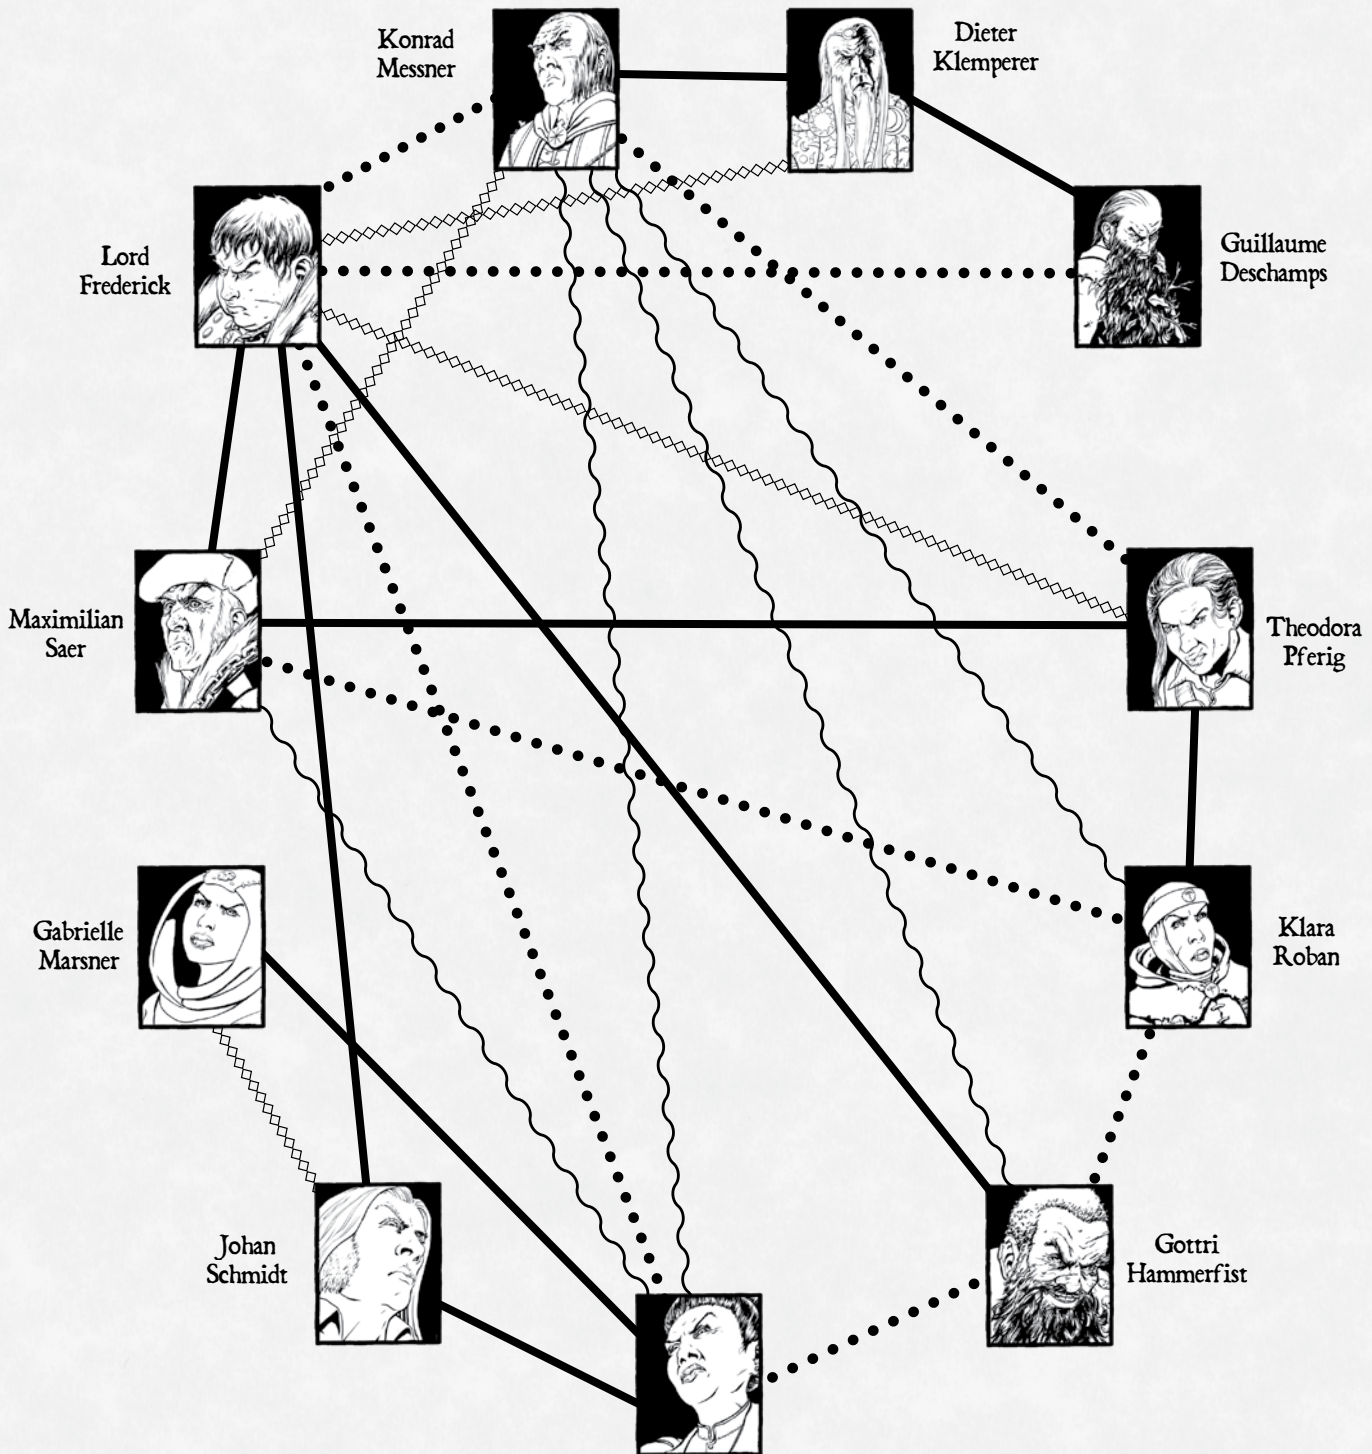 Konrad
Messner
Dieter
Klemperer
Lord
Frederick
Guillaume
Deschamps
Maximilian
Saer
Theodora
Pferig
Gabrielle
Marsner
Klara
Roban
Johan
Schmidt
Gottri
Hammerfist